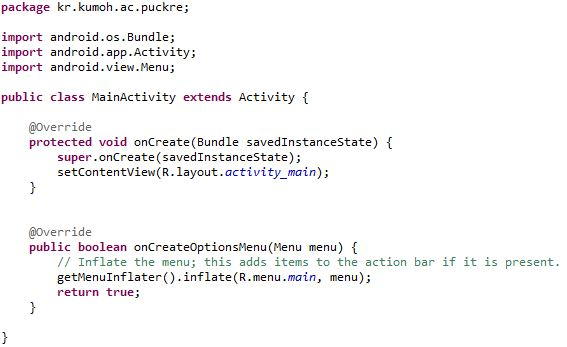 package kr.kumoh.ac.puckre;
import android.os.Bundle;
import android.app.Activity;
import android.view.Menu;
public class MainActivity extends Activity {
@Override
protected void onCreate(Bundle savedInstanceState) {
super.onCreate(savedInstanceState);
setContentView(R.layout.activity_main);
}
@Override
public boolean onCreateOptionsMenu(Menu menu) {
// Inflate the menu; this adds items to the action bar if it is present.
getMenuInflater().inflate(R.menu.main, menu);
return true;
}
}